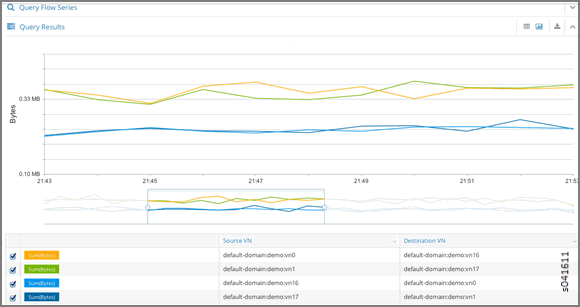 Query Flow Series
Query Results
Bytes
0.33 MB
0.10 MB
21:43 21:45 21:47 21:49 21:51
Source VN Destination VN
Sum(Bytes) default-domain:demo:vn0 default-domain:demo:vn16
Sum(Bytes) default-domain:demo:vn1 default-domain:demo:vn17
Sum(Bytes) default-domain:demo:vn16 default-domain:demo:vn0
Sum(Bytes) default-domain:demo:vn17 default-domain:demo:vn1
s041611